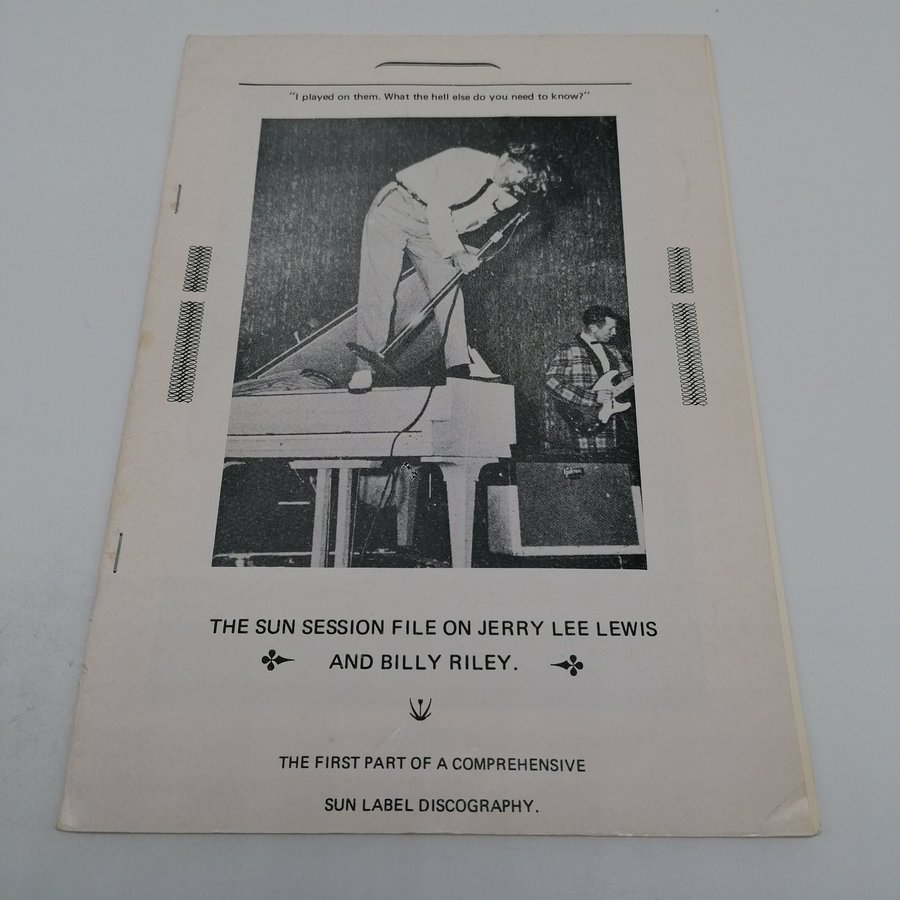 "I played on them. What the hell else do you need to know?"
THE SUN SESSION FILE ON JERRY LEE LEWIS
AND BILLY RILEY.
THE FIRST PART OF A COMPREHENSIVE
SUN LABEL DISCOGRAPHY.